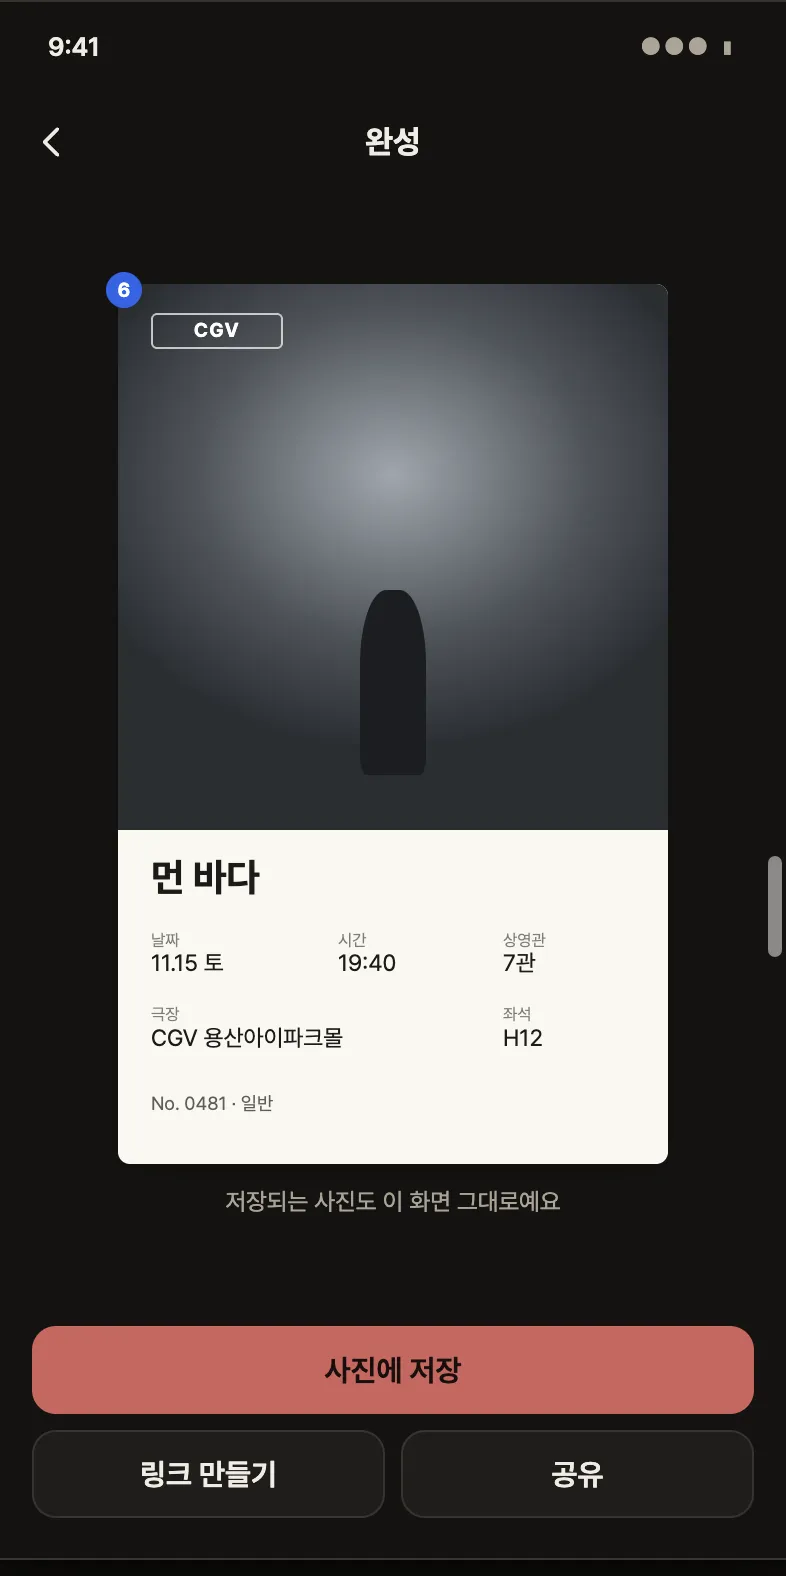 9:41
완성
6
CGV
먼 바다
날짜 시간 상영관
11.15 토 19:40 7관
극장 좌석
CGV 용산아이파크몰 H12
No. 0481 · 일반
저장되는 사진도 이 화면 그대로예요
사진에 저장
링크 만들기 공유